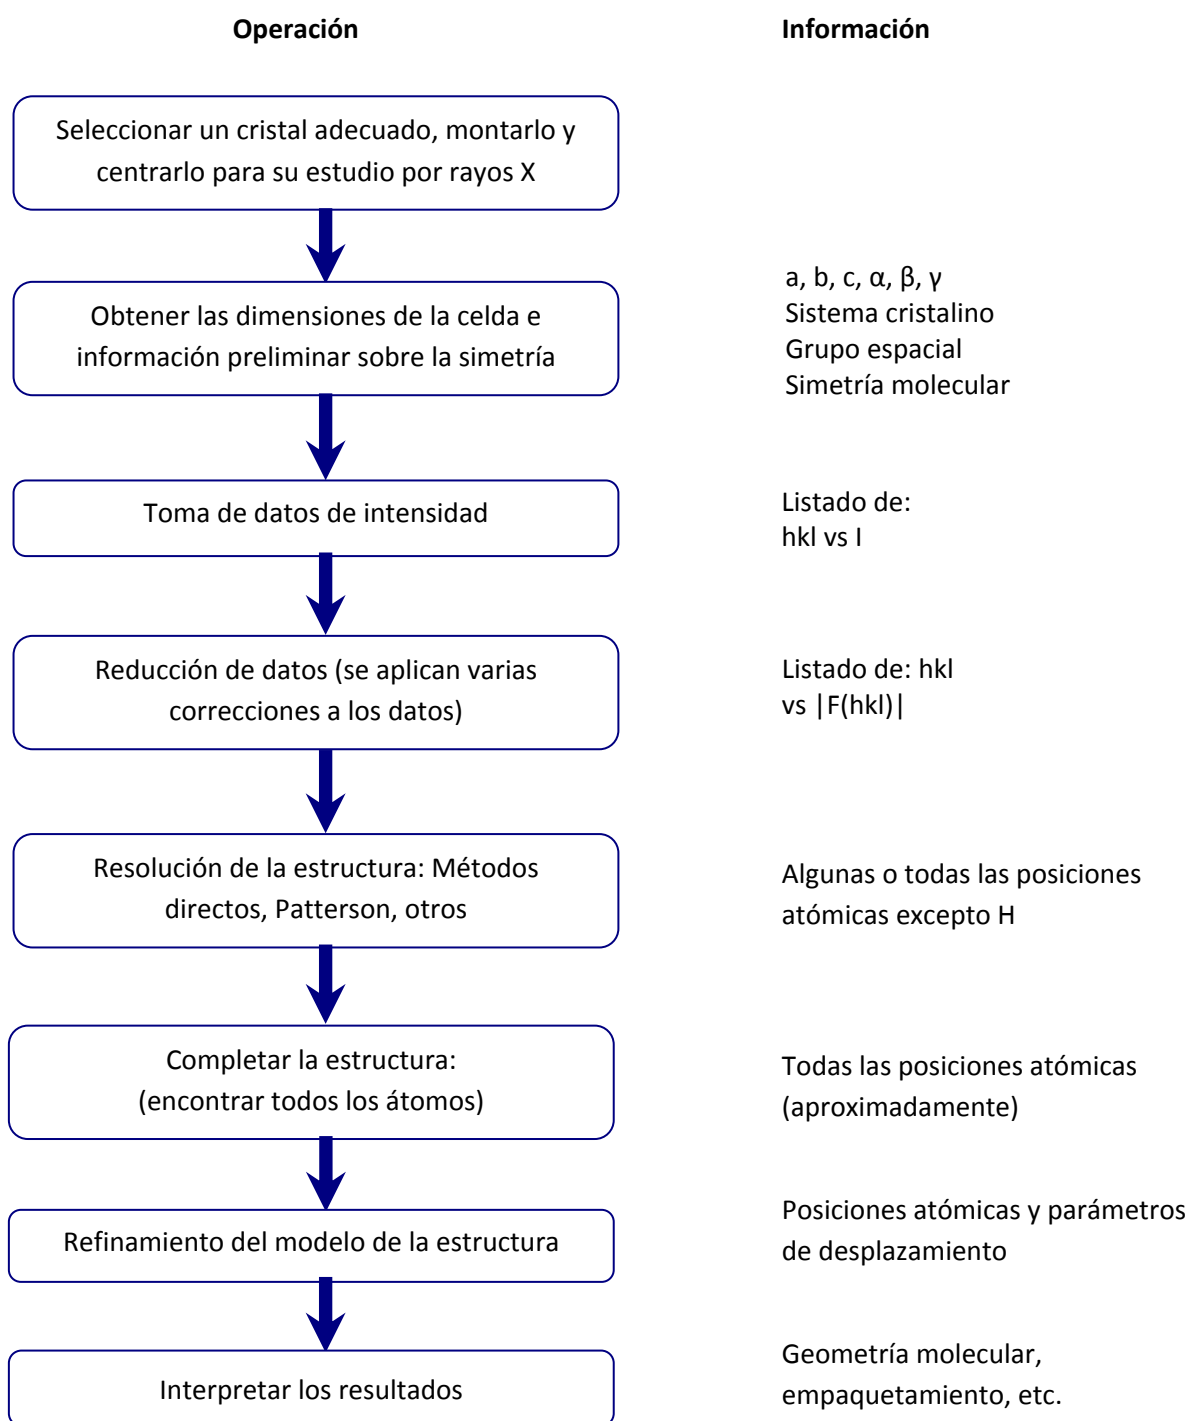 Operación
Información
Seleccionar un cristal adecuado, montarlo y
centrarlo para su estudio por rayos X
Obtener las dimensiones de la celda e
información preliminar sobre la simetría
a, b, c, α, β, γ
Sistema cristalino
Grupo espacial
Simetría molecular
Toma de datos de intensidad
Listado de:
hkl vs I
Reducción de datos (se aplican varias
correcciones a los datos)
Listado de: hkl
vs |F(hkl)|
Resolución de la estructura: Métodos
directos, Patterson, otros
Algunas o todas las posiciones
atómicas excepto H
Completar la estructura:
(encontrar todos los átomos)
Todas las posiciones atómicas
(aproximadamente)
Refinamiento del modelo de la estructura
Posiciones atómicas y parámetros
de desplazamiento
Interpretar los resultados
Geometría molecular,
empaquetamiento, etc.